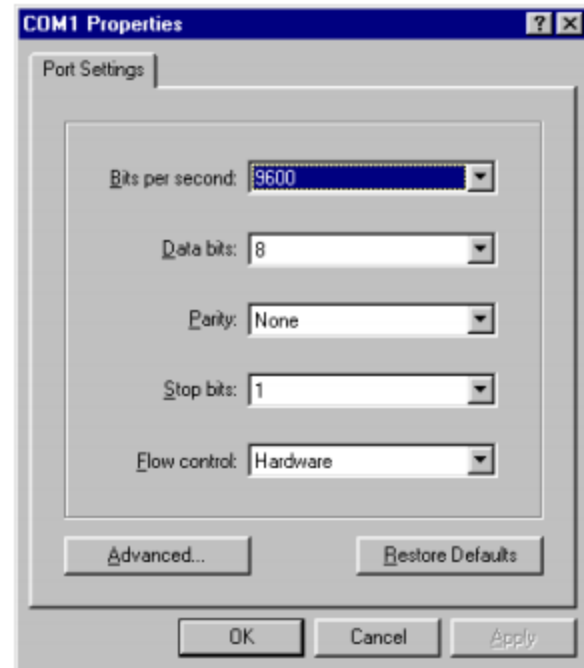 COM1 Properties
Port Settings
Bits per second: 9600
Data bits: 8
Parity: None
Stop bits: 1
Flow control: Hardware
Advanced... Restore Defaults
OK Cancel Apply